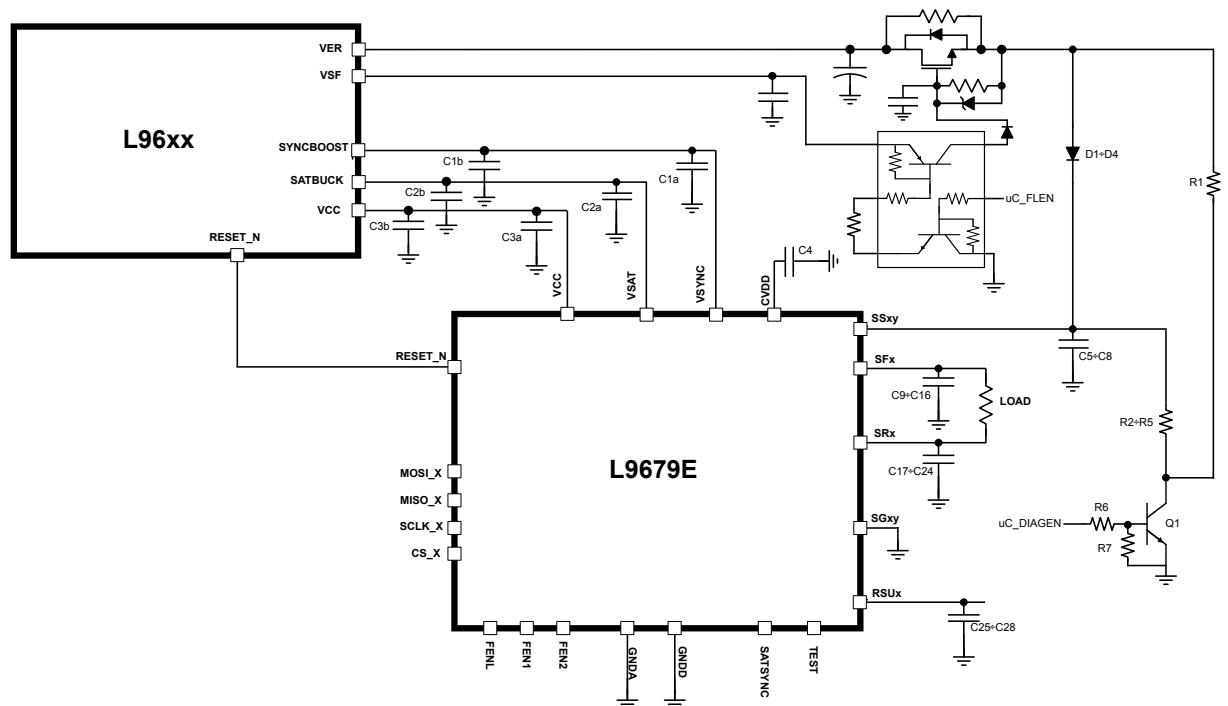 VER
VSF
L96xx
SYNCBOOST
SATBUCK
VCC
RESET_N
C1b
C1a
C2b
C2a
C3b
C3a
D1÷D4
R1
uC_FLEN
C4
VCC
VSAT
VSYNC
CVDD
RESET_N
SSxy
C5÷C8
SFx
C9÷C16
LOAD
SRx
C17÷C24
R2÷R5
L9679E
MOSI_X
MISO_X
SCLK_X
CS_X
SGxy
uC_DIAGEN
R6
R7
Q1
RSUx
C25÷C28
FENL
FEN1
FEN2
GNDA
GNDD
SATSYNC
TEST